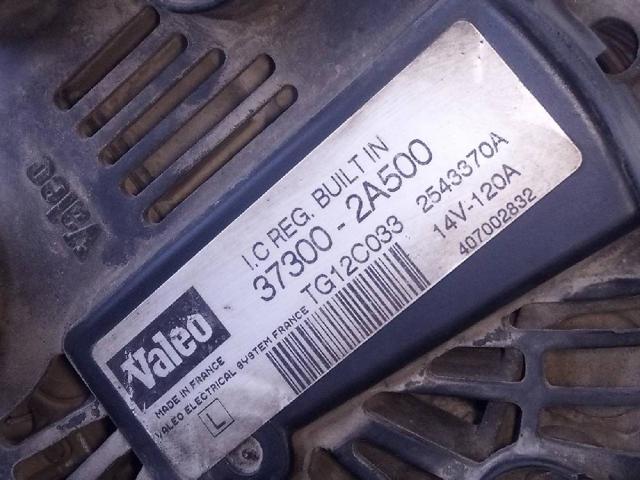 Valeo
I.C REG. BUILT IN
37300 - 2A500
TG12C033 2543370A
14V-120A
407002832
Valeo
MADE IN FRANCE
VALEO ELECTRICAL SYSTEM FRANCE
L